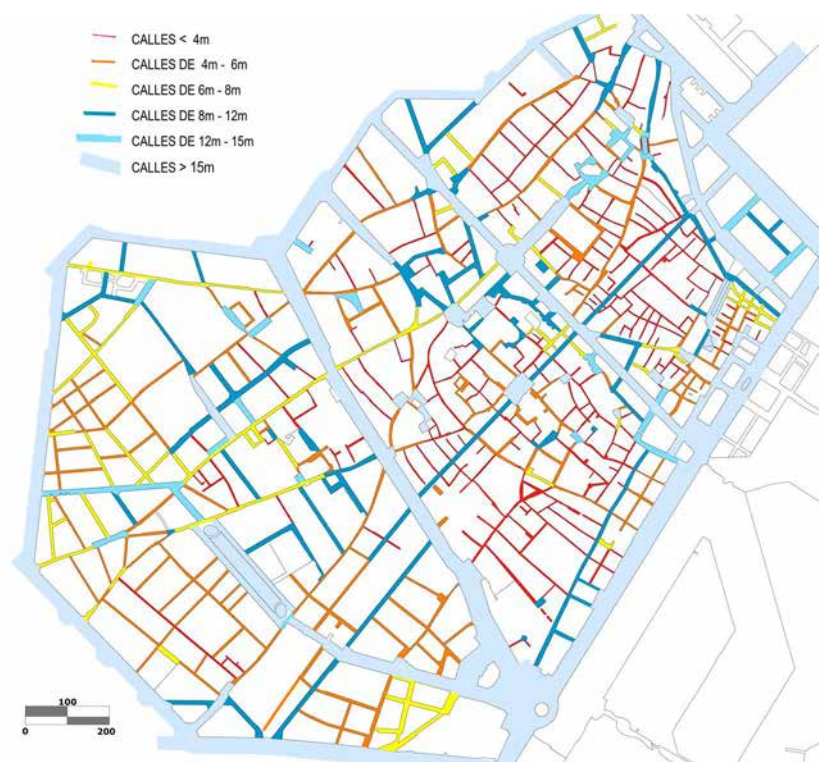 CALLES < 4m
CALLES DE 4m - 6m
CALLES DE 6m - 8m
CALLES DE 8m - 12m
CALLES DE 12m - 15m
CALLES > 15m
100
0 200